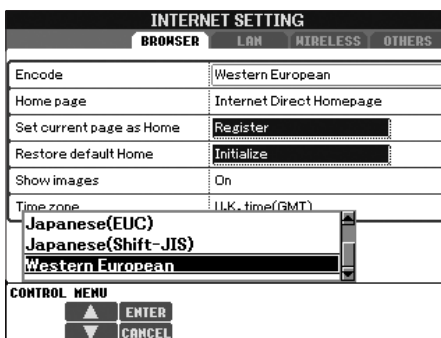 INTERNET SETTING
BROWSER LAN WIRELESS OTHERS
Encode Western European
Home page Internet Direct Homepage
Set current page as Home Register
Restore default Home Initialize
Show images On
Time zone U.K. time(GMT)
Japanese(EUC)
Japanese(Shift-JIS)
Western European
CONTROL MENU
ENTER
CANCEL